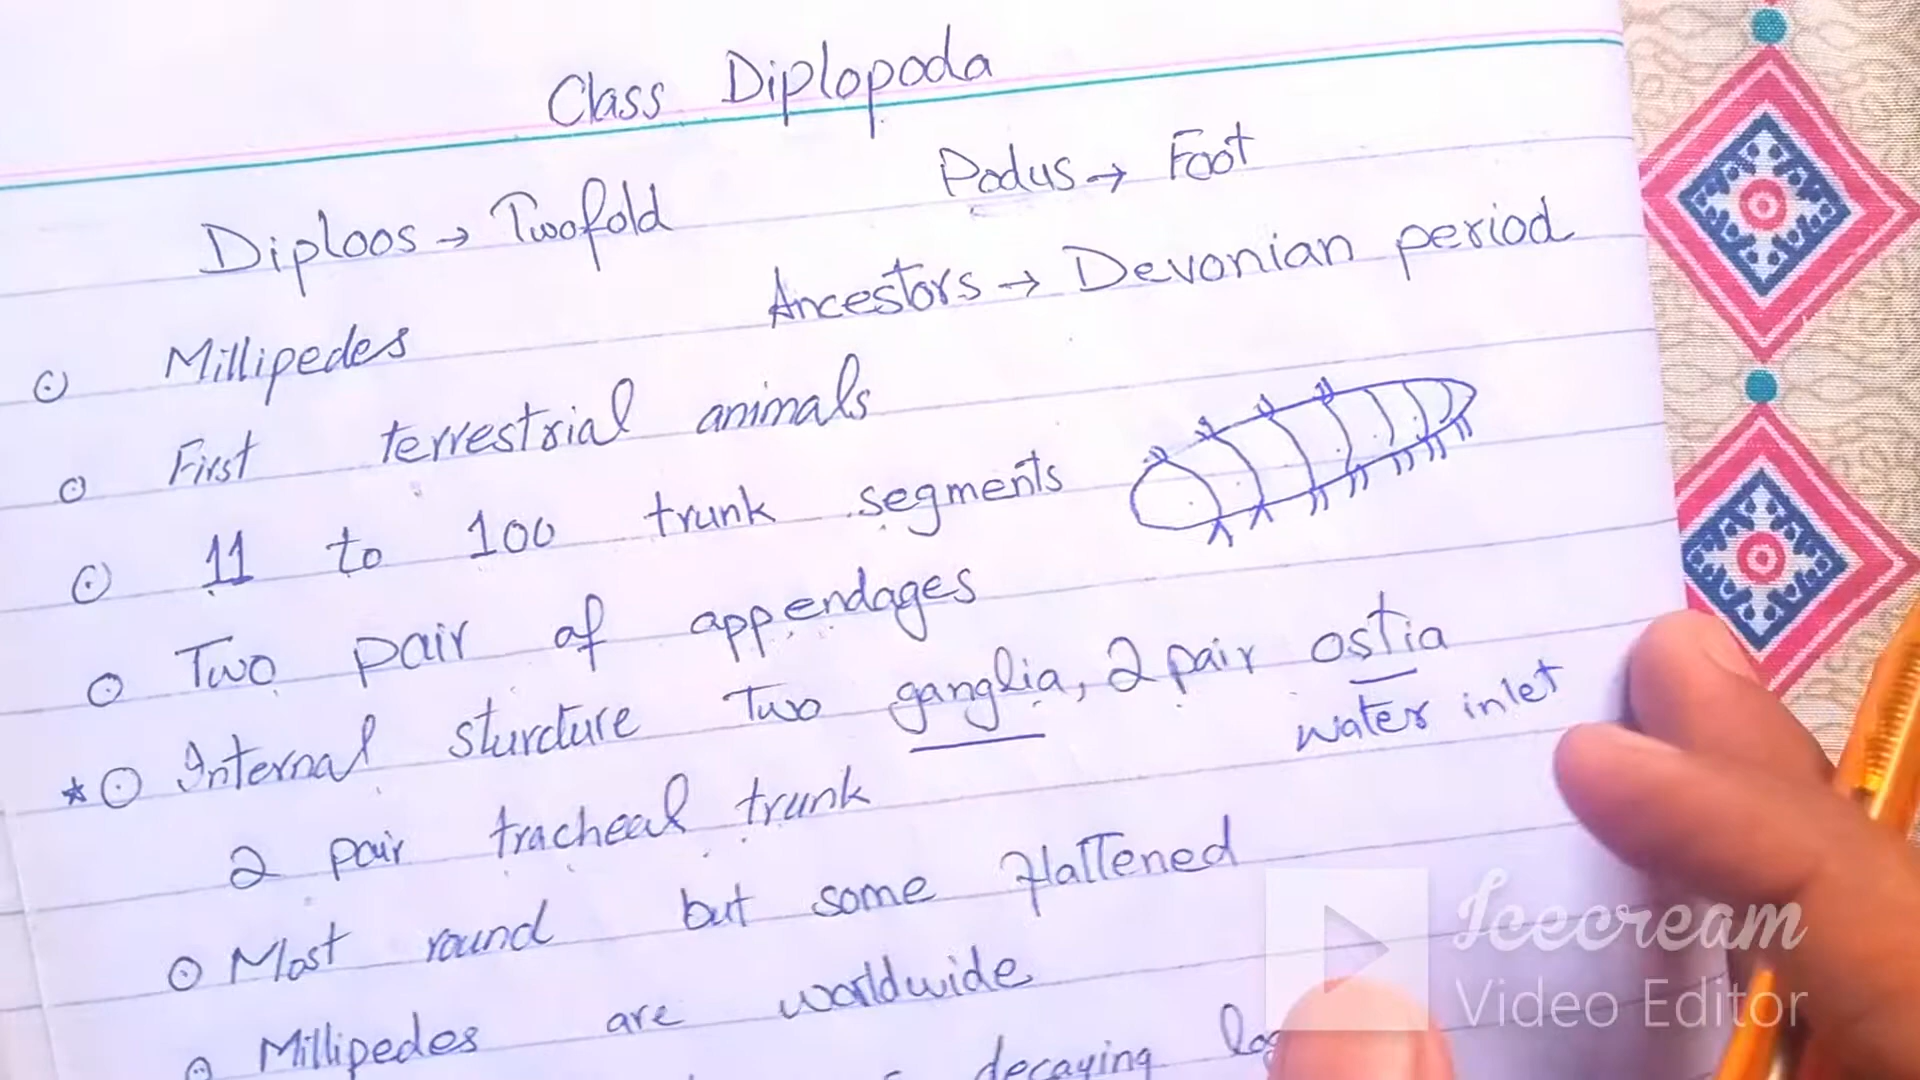 Class Diplopoda
Diploos → Twofold Podus → Foot
Ancestors → Devonian period
Millipedes
First terrestrial animals
11 to 100 trunk segments
Two pair of appendages
Internal sturcture Two ganglia, 2 pair ostia
water inlet
2 pair tracheal trunk
Most round but some flattened
Millipedes are worldwide
decaying
Icecream
Video Editor